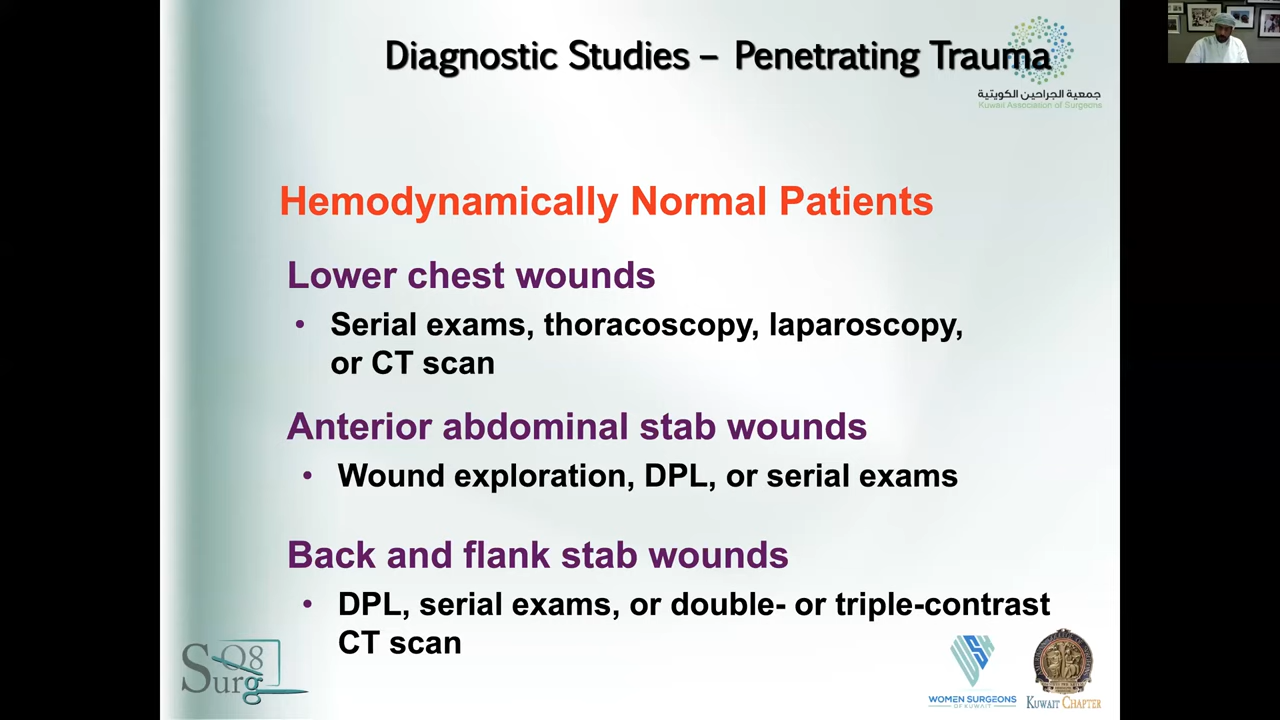 Diagnostic Studies – Penetrating Trauma
جمعية الجراحين الكويتية
Kuwait Association of Surgeons
Hemodynamically Normal Patients
Lower chest wounds
• Serial exams, thoracoscopy, laparoscopy,
or CT scan
Anterior abdominal stab wounds
• Wound exploration, DPL, or serial exams
Back and flank stab wounds
• DPL, serial exams, or double- or triple-contrast
CT scan
Q8
Surg
WOMEN SURGEONS
OF KUWAIT
KUWAIT CHAPTER